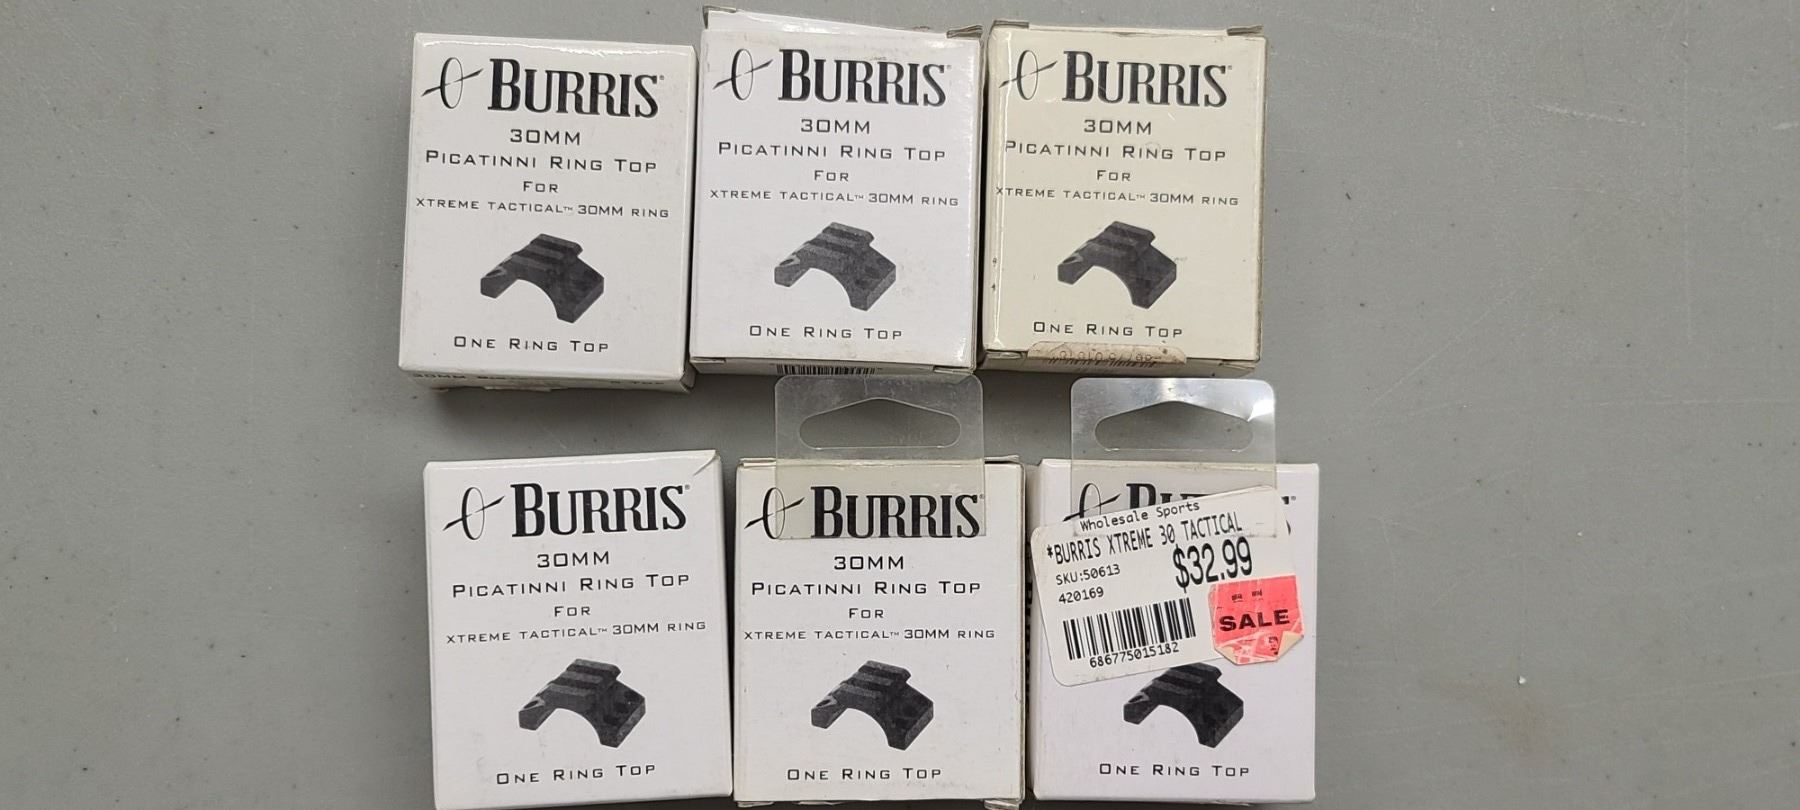 BURRIS®
30MM
PICATINNI RING TOP
FOR
XTREME TACTICAL™ 30MM RING
ONE RING TOP
BURRIS®
30MM
PICATINNI RING TOP
FOR
XTREME TACTICAL™ 30MM RING
ONE RING TOP
BURRIS®
30MM
PICATINNI RING TOP
FOR
XTREME TACTICAL™ 30MM RING
ONE RING TOP
BURRIS®
30MM
PICATINNI RING TOP
FOR
XTREME TACTICAL™ 30MM RING
ONE RING TOP
BURRIS®
30MM
PICATINNI RING TOP
FOR
XTREME TACTICAL™ 30MM RING
ONE RING TOP
Wholesale Sports
*BURRIS XTREME 30 TACTICAL
SKU:50613
$32.99
420169
SALE
686775015182
ONE RING TOP